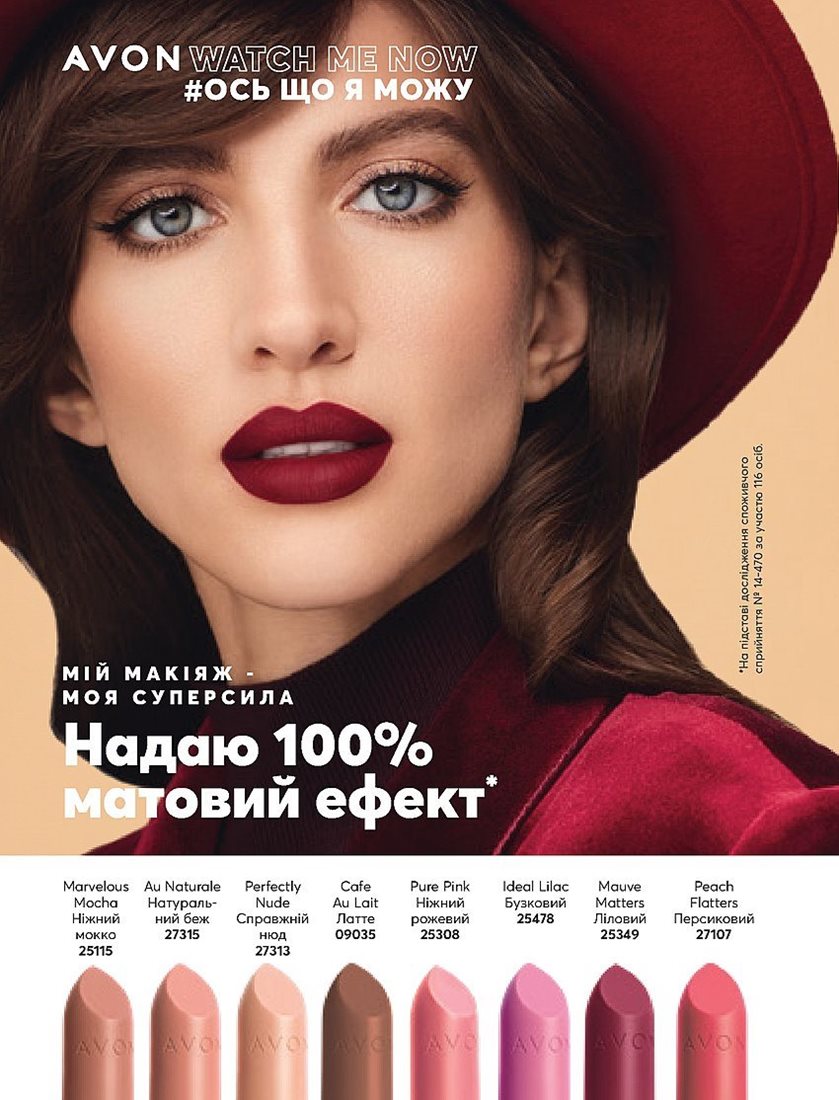 AVON WATCH ME NOW
#ОСЬ ЩО Я МОЖУ
*На підставі дослідження споживчого
сприйняття № 14-470 за участю 116 осіб.
МІЙ МАКІЯЖ -
МОЯ СУПЕРСИЛА
Надаю 100%
матовий ефект*
Marvelous
Mocha
Ніжний
мокко
25115
Au Naturale
Натураль-
ний беж
27315
Perfectly
Nude
Справжній
нюд
27313
Cafe
Au Lait
Латте
09035
Pure Pink
Ніжний
рожевий
25308
Ideal Lilac
Бузковий
25478
Mauve
Matters
Ліловий
25349
Peach
Flatters
Персиковий
27107
AVON
AVON
AVON
AVON
AVON
AVON
AVON
AVON